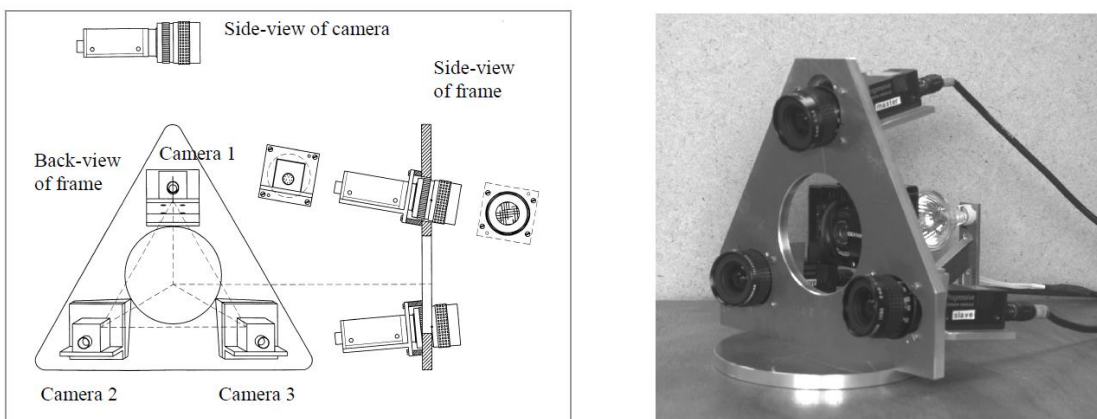 Side-view of camera
Side-view
of frame
Back-view
of frame
Camera 1
Camera 2
Camera 3
master
slave